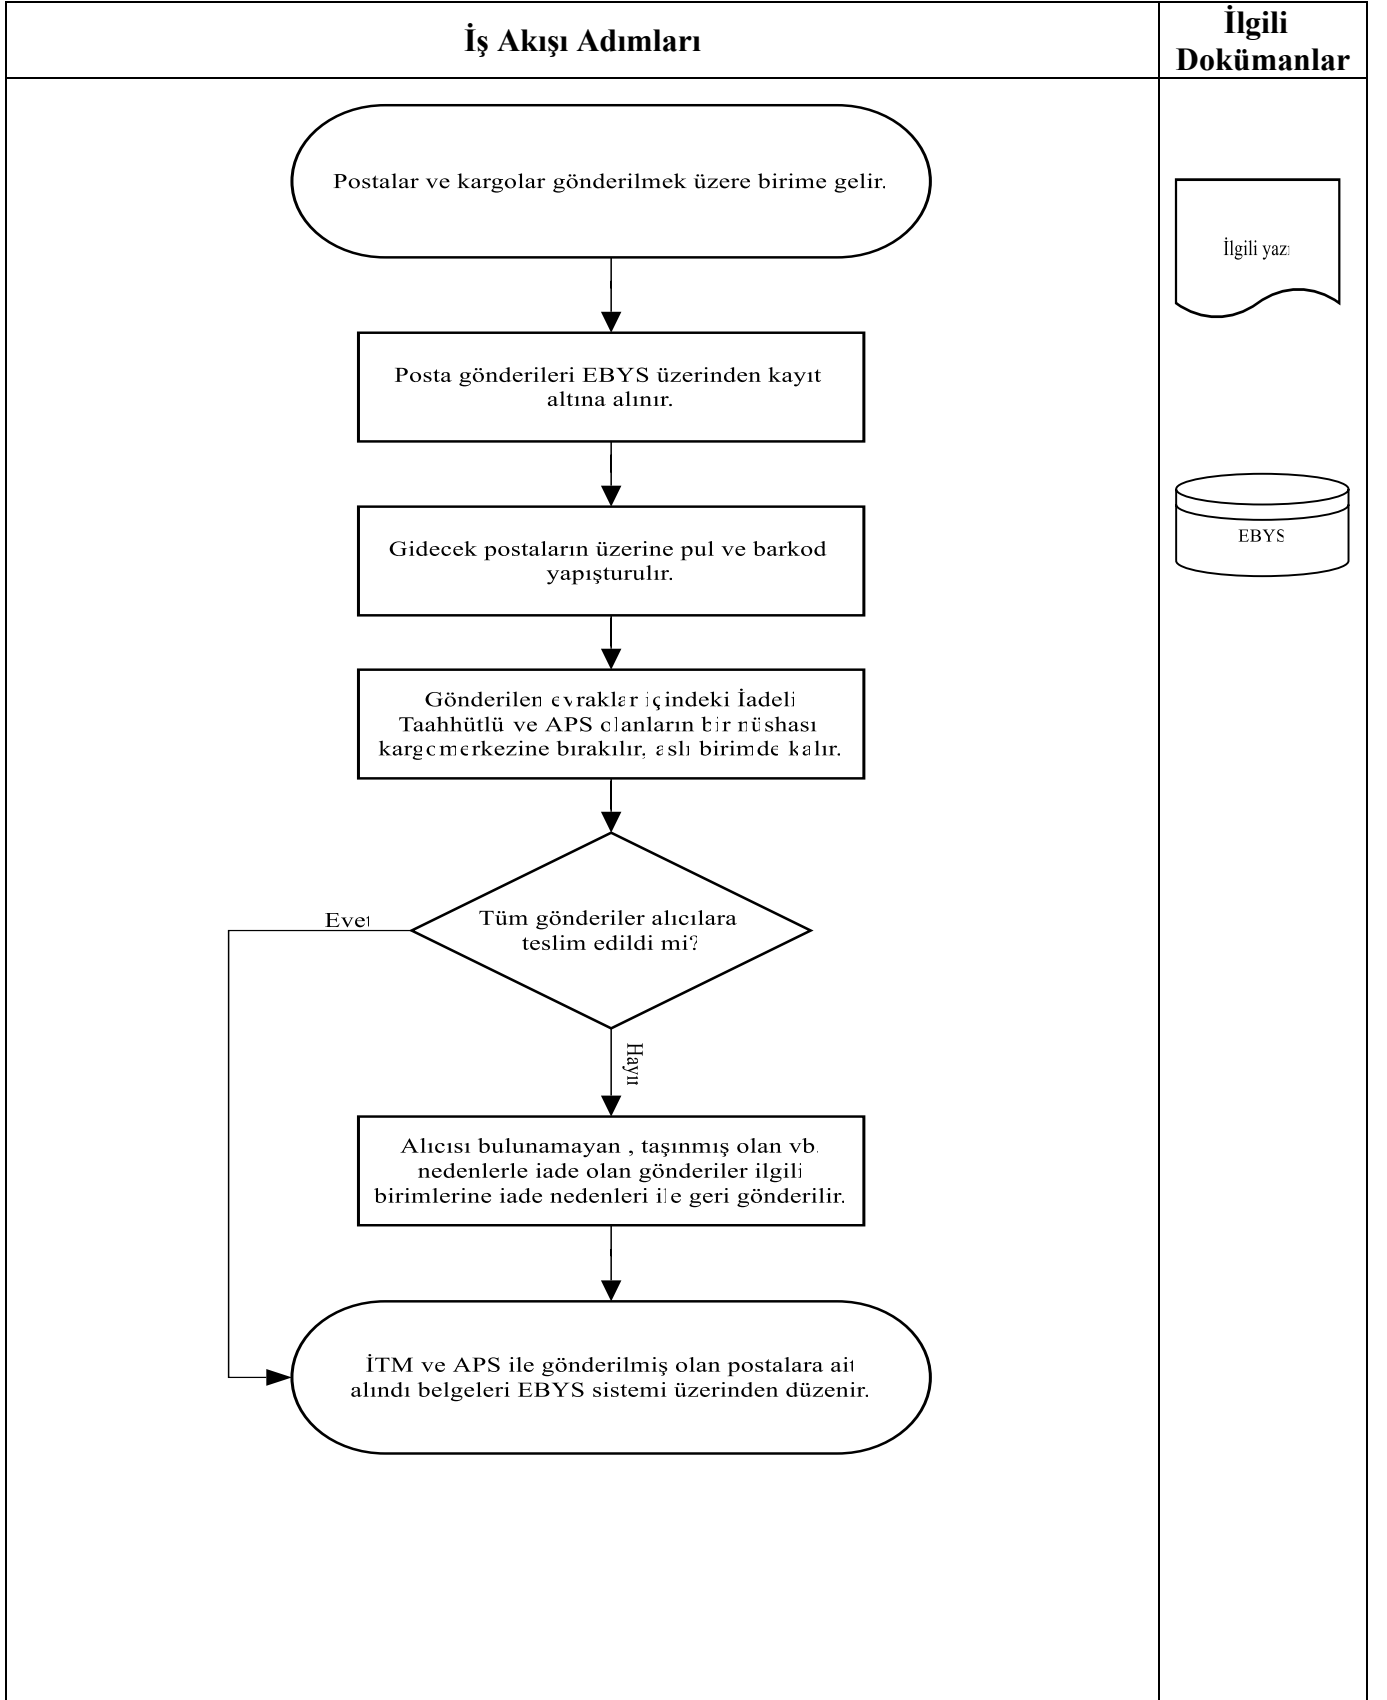 İş Akışı Adımları
İlgili
Dokümanlar
Postalar ve kargolar gönderilmek üzere birime gelir.
İlgili yazı
Posta gönderileri EBYS üzerinden kayıt
altına alınır.
EBYS
Gidecek postaların üzerine pul ve barkod
yapışturulır.
Gönderilen evraklar içindeki İadeli
Taahhütlü ve APS olanların bir nüshası
kargo merkezine bırakılır, aslı birimde kalır.
Tüm gönderiler alıcılara
teslim edildi mi?
Evet
Hayır
Alıcısı bulunamayan , taşınmış olan vb.
nedenlerle iade olan gönderiler ilgili
birimlerine iade nedenleri ile geri gönderilir.
İTM ve APS ile gönderilmiş olan postalara ait
alındı belgeleri EBYS sistemi üzerinden düzenir.